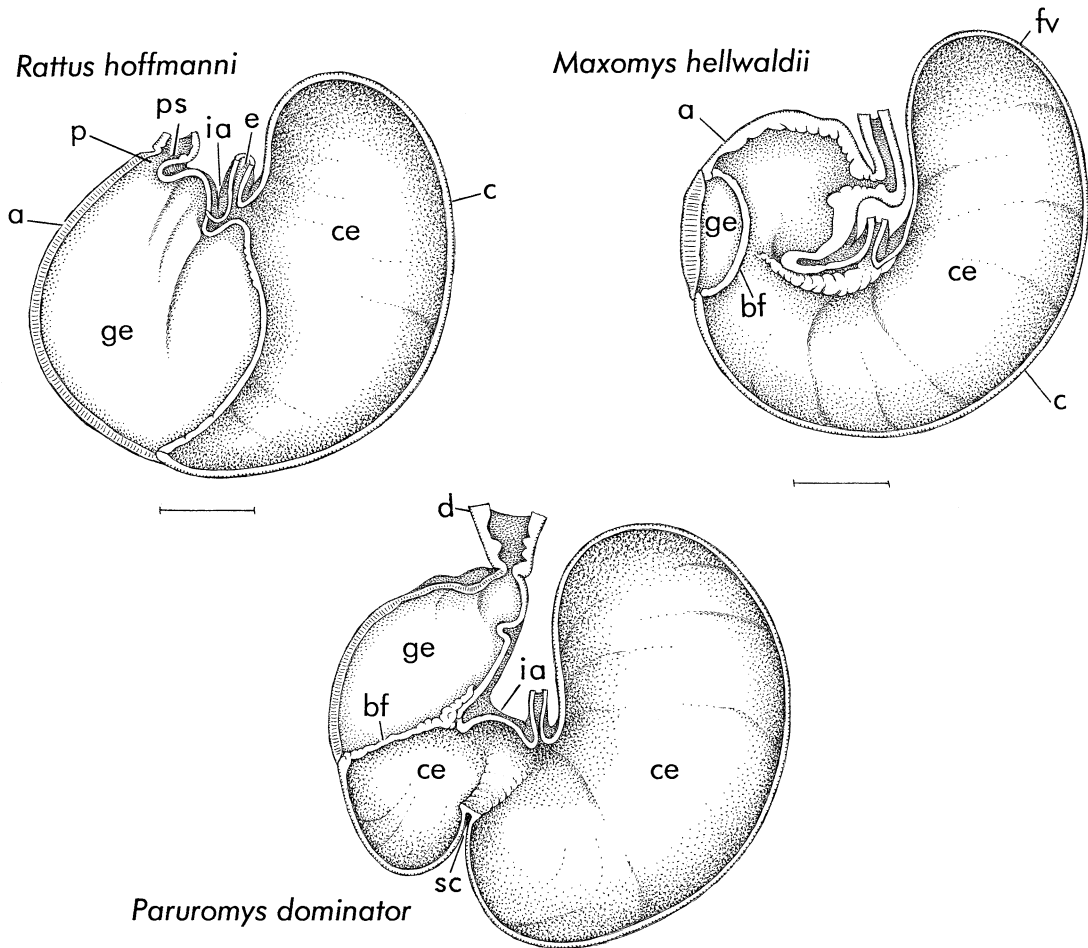 Rattus hoffmanni
Maxomys hellwaldii
fv
ps
p
ia
e
a
a
c
ce
ge
ge
ce
bf
c
d
ge
ia
bf
ce
ce
sc
Paruromys dominator